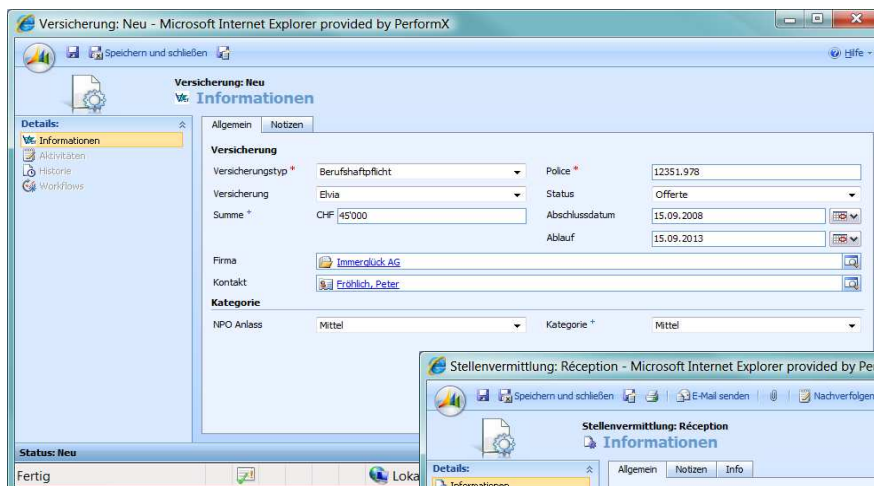 Versicherung: Neu - Microsoft Internet Explorer provided by PerformX
Speichern und schließen
Hilfe
Versicherung: Neu
Informationen
Details:
Informationen
Aktivitäten
Historie
Workflows
Allgemein Notizen
Versicherung
Versicherungstyp * Berufshaftpflicht Police * 12351.978
Versicherung Elvia Status Offerte
Summe + CHF 45'000 Abschlussdatum 15.09.2008
Ablauf 15.09.2013
Firma Immerglück AG
Kontakt Fröhlich, Peter
Kategorie
NPO Anlass Mittel Kategorie + Mittel
Status: Neu
Fertig Loka
Stellenvermittlung: Réception - Microsoft Internet Explorer provided by Pe
Speichern und schließen E-Mail senden Nachverfolgen
Stellenvermittlung: Réception
Informationen
Details:
Informationen
Allgemein Notizen Info